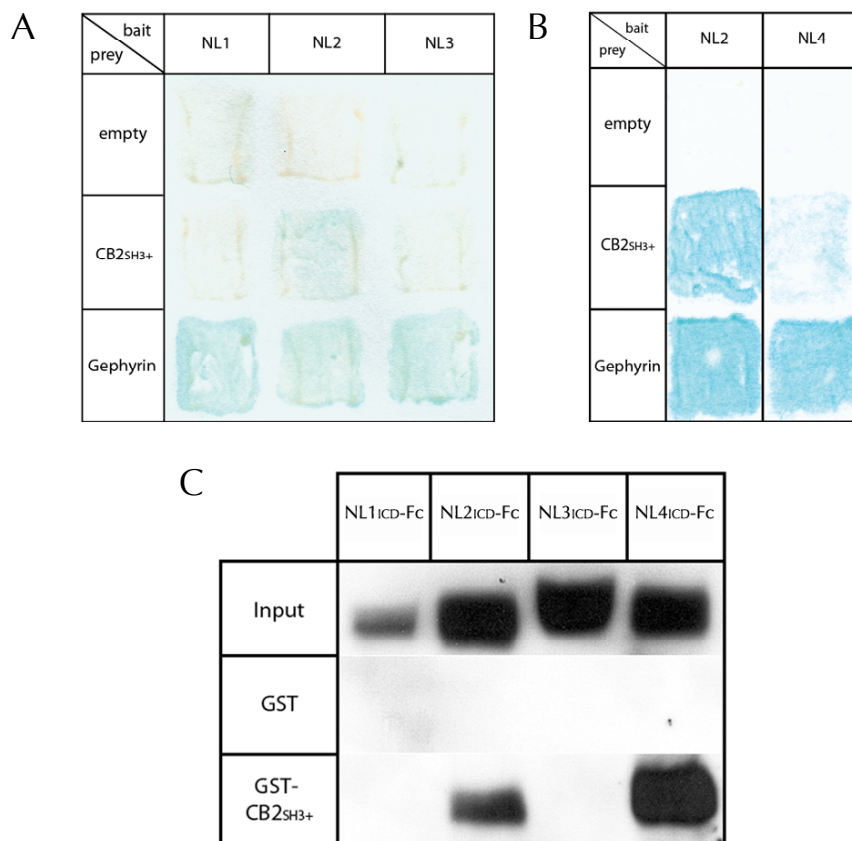 A
bait
prey
NL1 NL2 NL3
empty
CB2SH3+
Gephyrin
B
bait
prey
NL2 NL4
empty
CB2SH3+
Gephyrin
C
NL1ICD-Fc NL2ICD-Fc NL3ICD-Fc NL4ICD-Fc
Input
GST
GST-
CB2SH3+